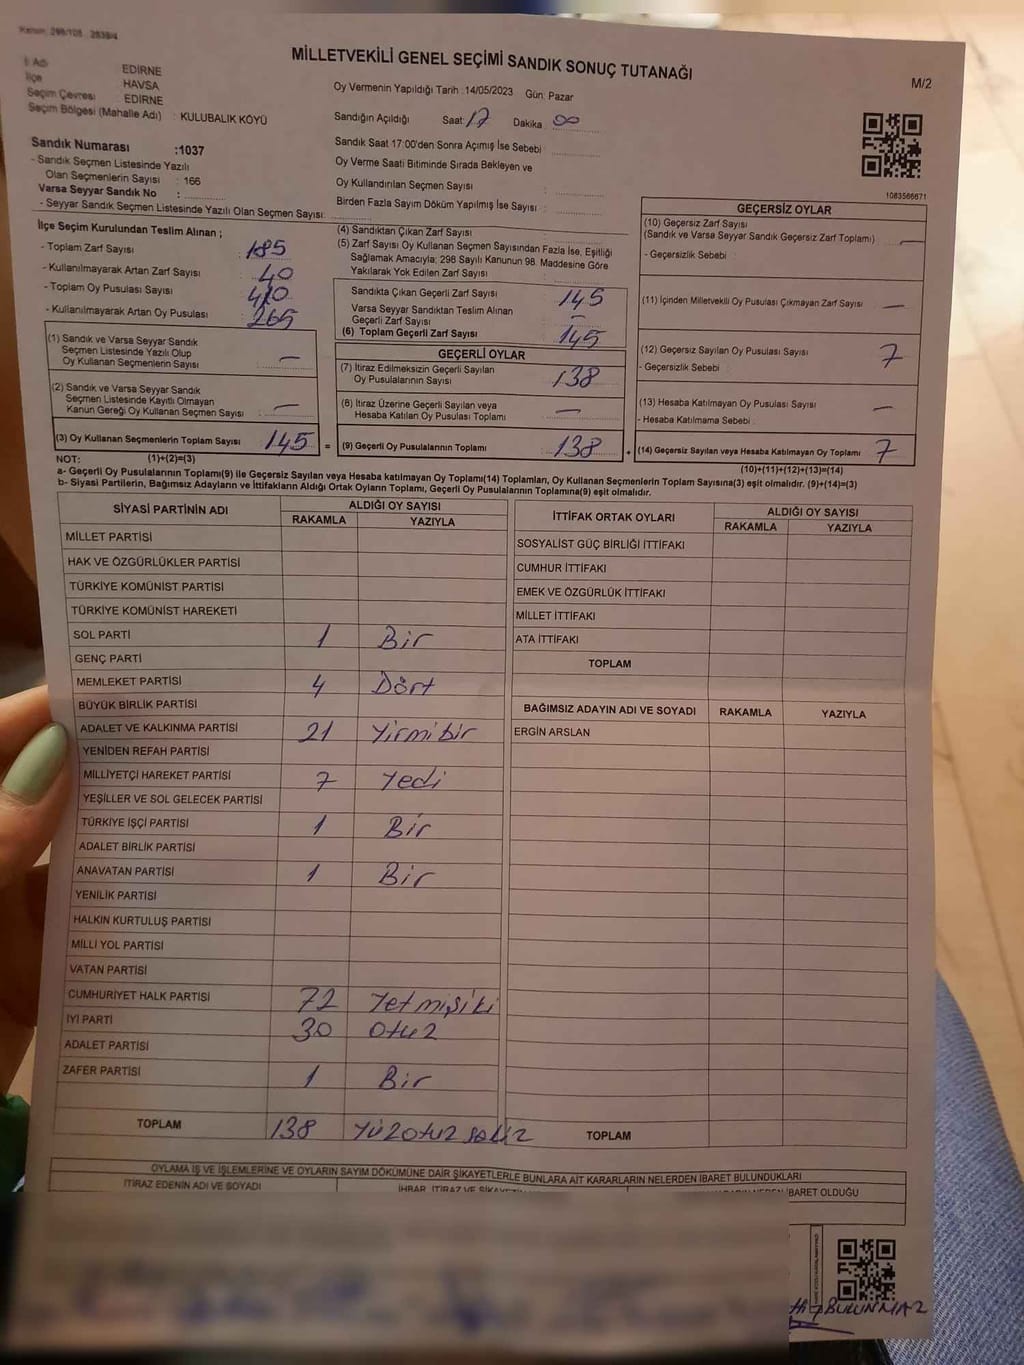 Kanun: 298/105 - 2839/4
MİLLETVEKİLİ GENEL SEÇİMİ SANDIK SONUÇ TUTANAĞI
M/2
İl Adı EDİRNE
İlçe HAVSA
Seçim Çevresi EDİRNE
Seçim Bölgesi (Mahalle Adı) : KULUBALIK KÖYÜ
Sandık Numarası :1037
- Sandık Seçmen Listesinde Yazılı
Olan Seçmenlerin Sayısı : 166
Varsa Seyyar Sandık No :
- Seyyar Sandık Seçmen Listesinde Yazılı Olan Seçmen Sayısı:
Oy Vermenin Yapıldığı Tarih :14/05/2023 Gün: Pazar
Sandığın Açıldığı Saat: 17 Dakika : 00
Sandık Saat 17:00'den Sonra Açımış İse Sebebi :
Oy Verme Saati Bitiminde Sırada Bekleyen ve
Oy Kullandırılan Seçmen Sayısı :
Birden Fazla Sayım Döküm Yapılmış İse Sayısı :
1083566671
İlçe Seçim Kurulundan Teslim Alınan ;
- Toplam Zarf Sayısı : 185
- Kullanılmayarak Artan Zarf Sayısı : 40
- Toplam Oy Pusulası Sayısı : 410
- Kullanılmayarak Artan Oy Pusulası : 265
(1) Sandık ve Varsa Seyyar Sandık
Seçmen Listesinde Yazılı Olup
Oy Kullanan Seçmenlerin Sayısı : —
(2) Sandık ve Varsa Seyyar Sandık
Seçmen Listesinde Kayıtlı Olmayan
Kanun Gereği Oy Kullanan Seçmen Sayısı : —
(3) Oy Kullanan Seçmenlerin Toplam Sayısı 145 =
(4) Sandıktan Çıkan Zarf Sayısı :
(5) Zarf Sayısı Oy Kullanan Seçmen Sayısından Fazla İse, Eşitliği
Sağlamak Amacıyla; 298 Sayılı Kanunun 98. Maddesine Göre
Yakılarak Yok Edilen Zarf Sayısı :
Sandıkta Çıkan Geçerli Zarf Sayısı : 145
Varsa Seyyar Sandıktan Teslim Alınan
Geçerli Zarf Sayısı : —
(6) Toplam Geçerli Zarf Sayısı : 145
GEÇERLİ OYLAR
(7) İtiraz Edilmeksizin Geçerli Sayılan
Oy Pusulalarının Sayısı : 138
(8) İtiraz Üzerine Geçerli Sayılan veya
Hesaba Katılan Oy Pusulası Toplamı : —
(9) Geçerli Oy Pusulalarının Toplamı 138 +
GEÇERSİZ OYLAR
(10) Geçersiz Zarf Sayısı
(Sandık ve Varsa Seyyar Sandık Geçersiz Zarf Toplamı) : —
- Geçersizlik Sebebi :
(11) İçinden Milletvekili Oy Pusulası Çıkmayan Zarf Sayısı : —
(12) Geçersiz Sayılan Oy Pusulası Sayısı : 7
- Geçersizlik Sebebi :
(13) Hesaba Katılmayan Oy Pusulası Sayısı : —
- Hesaba Katılmama Sebebi :
(14) Geçersiz Sayılan veya Hesaba Katılmayan Oy Toplamı 7
NOT: (1)+(2)=(3) (10)+(11)+(12)+(13)=(14)
a- Geçerli Oy Pusulalarının Toplamı(9) ile Geçersiz Sayılan veya Hesaba katılmayan Oy Toplamı(14) Toplamları, Oy Kullanan Seçmenlerin Toplam Sayısına(3) eşit olmalıdır. (9)+(14)=(3)
b- Siyasi Partilerin, Bağımsız Adayların ve İttifakların Aldığı Ortak Oyların Toplamı, Geçerli Oy Pusulalarının Toplamına(9) eşit olmalıdır.
SİYASİ PARTİNİN ADI ALDIĞI OY SAYISI
RAKAMLA YAZIYLA
MİLLET PARTİSİ
HAK VE ÖZGÜRLÜKLER PARTİSİ
TÜRKİYE KOMÜNİST PARTİSİ
TÜRKİYE KOMÜNİST HAREKETİ
SOL PARTİ 1 Bir
GENÇ PARTİ
MEMLEKET PARTİSİ 4 Dört
BÜYÜK BİRLİK PARTİSİ
ADALET VE KALKINMA PARTİSİ 21 Yirmibir
YENİDEN REFAH PARTİSİ
MİLLİYETÇİ HAREKET PARTİSİ 7 Yedi
YEŞİLLER VE SOL GELECEK PARTİSİ
TÜRKİYE İŞÇİ PARTİSİ 1 Bir
ADALET BİRLİK PARTİSİ
ANAVATAN PARTİSİ 1 Bir
YENİLİK PARTİSİ
HALKIN KURTULUŞ PARTİSİ
MİLLİ YOL PARTİSİ
VATAN PARTİSİ
CUMHURİYET HALK PARTİSİ 72 Yetmişiki
İYİ PARTİ 30 Otuz
ADALET PARTİSİ
ZAFER PARTİSİ 1 Bir
TOPLAM 138 Yüzotuzsekiz
İTTİFAK ORTAK OYLARI ALDIĞI OY SAYISI
RAKAMLA YAZIYLA
SOSYALİST GÜÇ BİRLİĞİ İTTİFAKI
CUMHUR İTTİFAKI
EMEK VE ÖZGÜRLÜK İTTİFAKI
MİLLET İTTİFAKI
ATA İTTİFAKI
TOPLAM
BAĞIMSIZ ADAYIN ADI VE SOYADI RAKAMLA YAZIYLA
ERGİN ARSLAN
TOPLAM
OYLAMA İŞ VE İŞLEMLERİNE VE OYLARIN SAYIM DÖKÜMÜNE DAİR ŞİKAYETLERLE BUNLARA AİT KARARLARIN NELERDEN İBARET BULUNDUKLARI
İTİRAZ EDENİN ADI VE SOYADI İHBAR, İTİRAZ VE İBARET OLDUĞU
BULUNMAZ